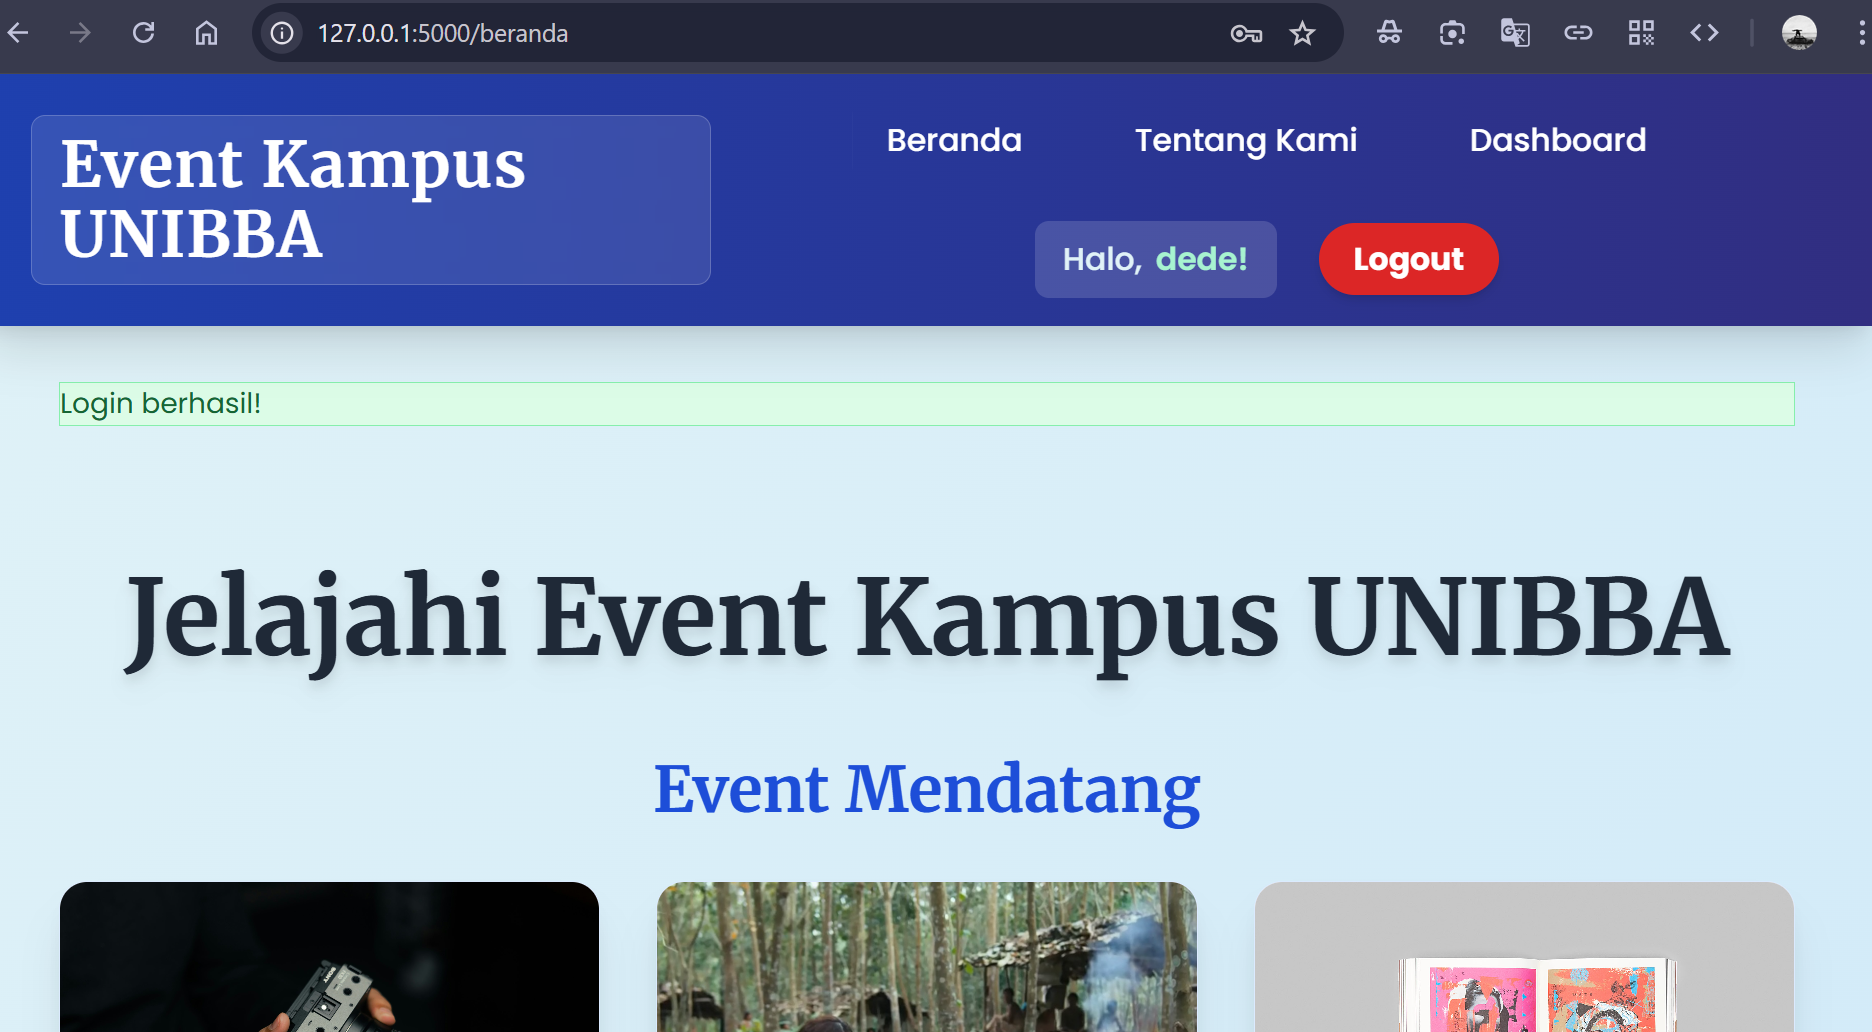 127.0.0.1:5000/beranda
Event Kampus
UNIBBA
Beranda Tentang Kami Dashboard
Halo, dede! Logout
Login berhasil!
Jelajahi Event Kampus UNIBBA
Event Mendatang
SONY